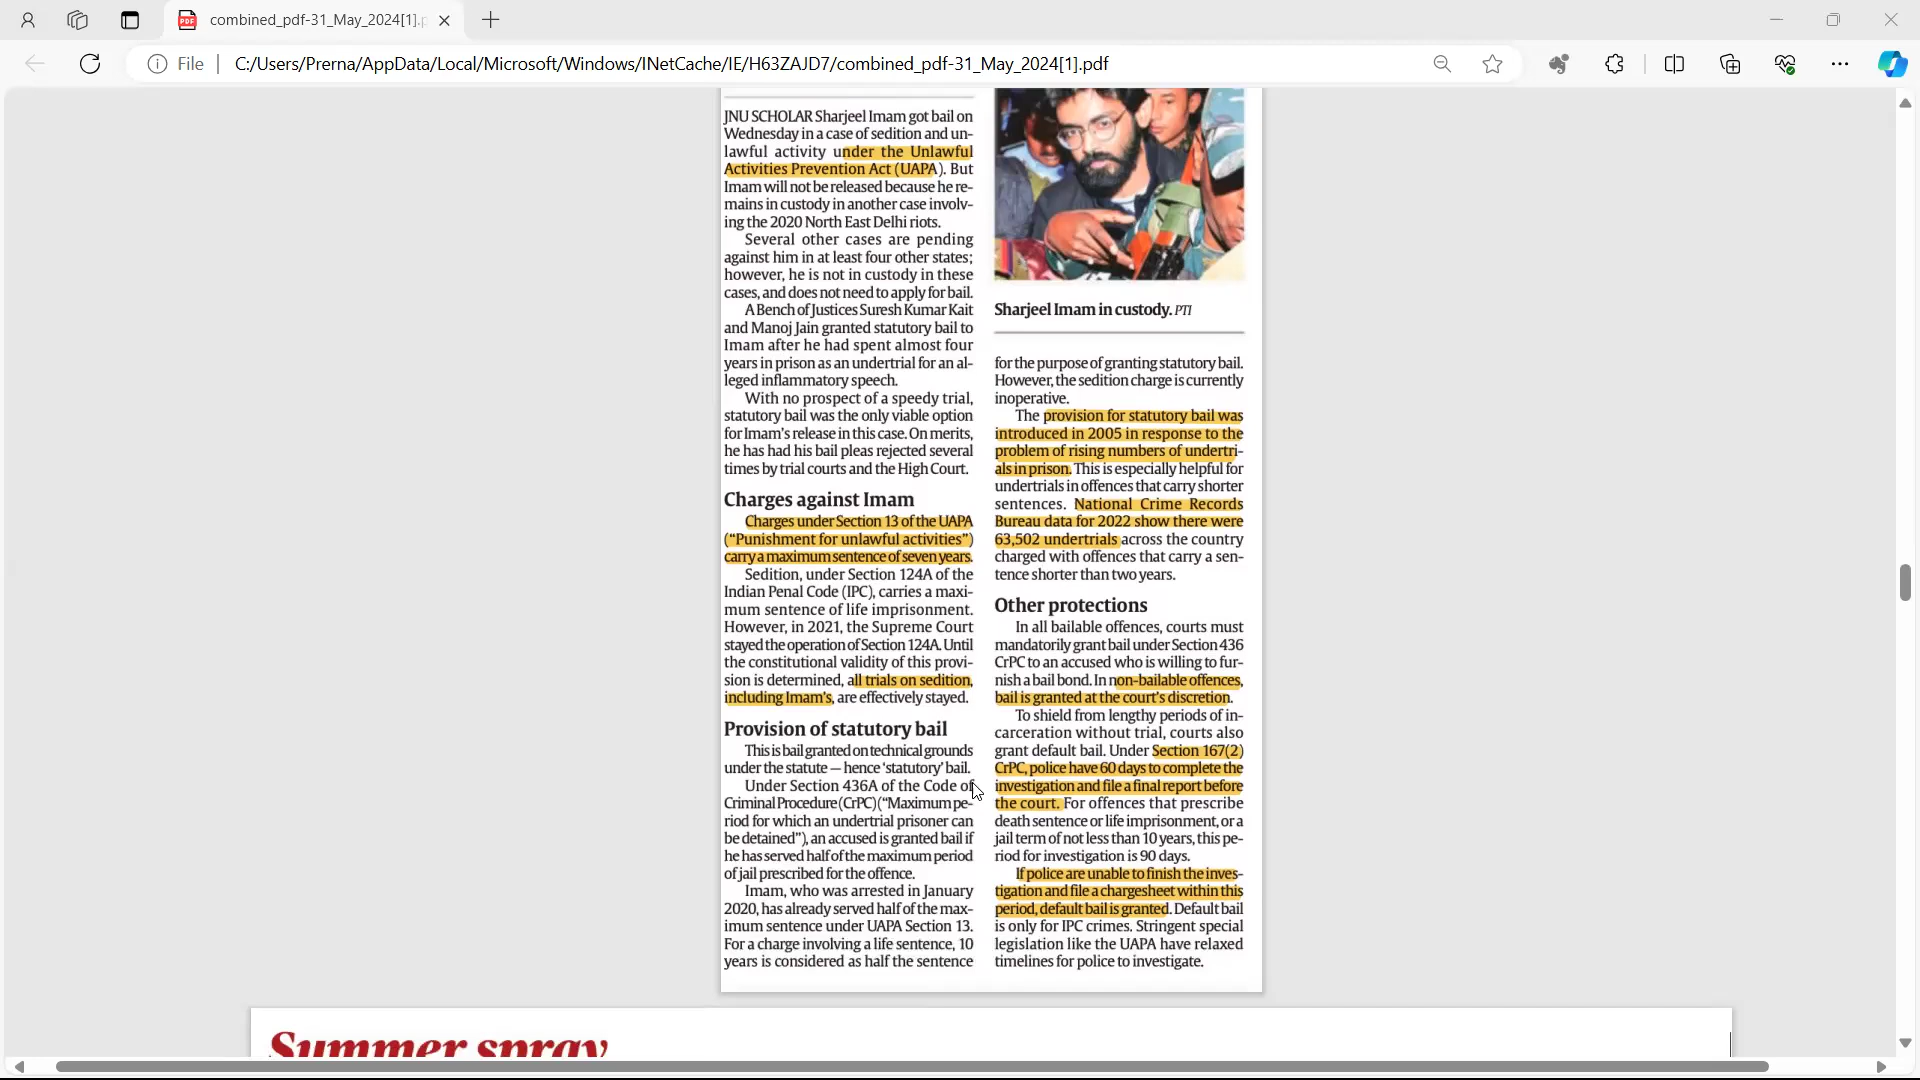 combined_pdf-31_May_2024[1].p
File
C:/Users/Prerna/AppData/Local/Microsoft/Windows/INetCache/IE/H63ZAJD7/combined_pdf-31_May_2024[1].pdf
JNU SCHOLAR Sharjeel Imam got bail on
Wednesday in a case of sedition and un-
lawful activity under the Unlawful
Activities Prevention Act (UAPA). But
Imam will not be released because he re-
mains in custody in another case involv-
ing the 2020 North East Delhi riots.
Several other cases are pending
against him in at least four other states;
however, he is not in custody in these
cases, and does not need to apply for bail.
A Bench of Justices Suresh Kumar Kait
and Manoj Jain granted statutory bail to
Imam after he had spent almost four
years in prison as an undertrial for an al-
leged inflammatory speech.
With no prospect of a speedy trial,
statutory bail was the only viable option
for Imam's release in this case. On merits,
he has had his bail pleas rejected several
times by trial courts and the High Court.
Charges against Imam
Charges under Section 13 of the UAPA
("Punishment for unlawful activities")
carry a maximum sentence of seven years.
Sedition, under Section 124A of the
Indian Penal Code (IPC), carries a maxi-
mum sentence of life imprisonment.
However, in 2021, the Supreme Court
stayed the operation of Section 124A. Until
the constitutional validity of this provi-
sion is determined, all trials on sedition,
including Imam's, are effectively stayed.
Provision of statutory bail
This is bail granted on technical grounds
under the statute — hence 'statutory' bail.
Under Section 436A of the Code of
Criminal Procedure (CrPC) ("Maximum pe-
riod for which an undertrial prisoner can
be detained"), an accused is granted bail if
he has served half of the maximum period
of jail prescribed for the offence.
Imam, who was arrested in January
2020, has already served half of the max-
imum sentence under UAPA Section 13.
For a charge involving a life sentence, 10
years is considered as half the sentence
Sharjeel Imam in custody. PTI
for the purpose of granting statutory bail.
However, the sedition charge is currently
inoperative.
The provision for statutory bail was
introduced in 2005 in response to the
problem of rising numbers of undertri-
als in prison. This is especially helpful for
undertrials in offences that carry shorter
sentences. National Crime Records
Bureau data for 2022 show there were
63,502 undertrials across the country
charged with offences that carry a sen-
tence shorter than two years.
Other protections
In all bailable offences, courts must
mandatorily grant bail under Section 436
CrPC to an accused who is willing to fur-
nish a bail bond. In non-bailable offences,
bail is granted at the court's discretion.
To shield from lengthy periods of in-
carceration without trial, courts also
grant default bail. Under Section 167(2)
CrPC, police have 60 days to complete the
investigation and file a final report before
the court. For offences that prescribe
death sentence or life imprisonment, or a
jail term of not less than 10 years, this pe-
riod for investigation is 90 days.
If police are unable to finish the inves-
tigation and file a chargesheet within this
period, default bail is granted. Default bail
is only for IPC crimes. Stringent special
legislation like the UAPA have relaxed
timelines for police to investigate.
Summer spray